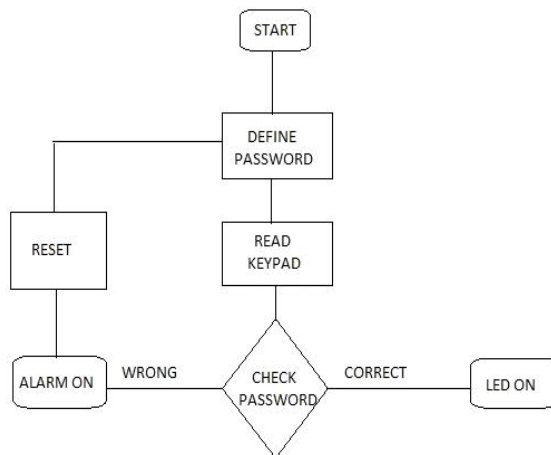 START
DEFINE
PASSWORD
RESET
READ
KEYPAD
ALARM ON
WRONG
CHECK
PASSWORD
CORRECT
LED ON